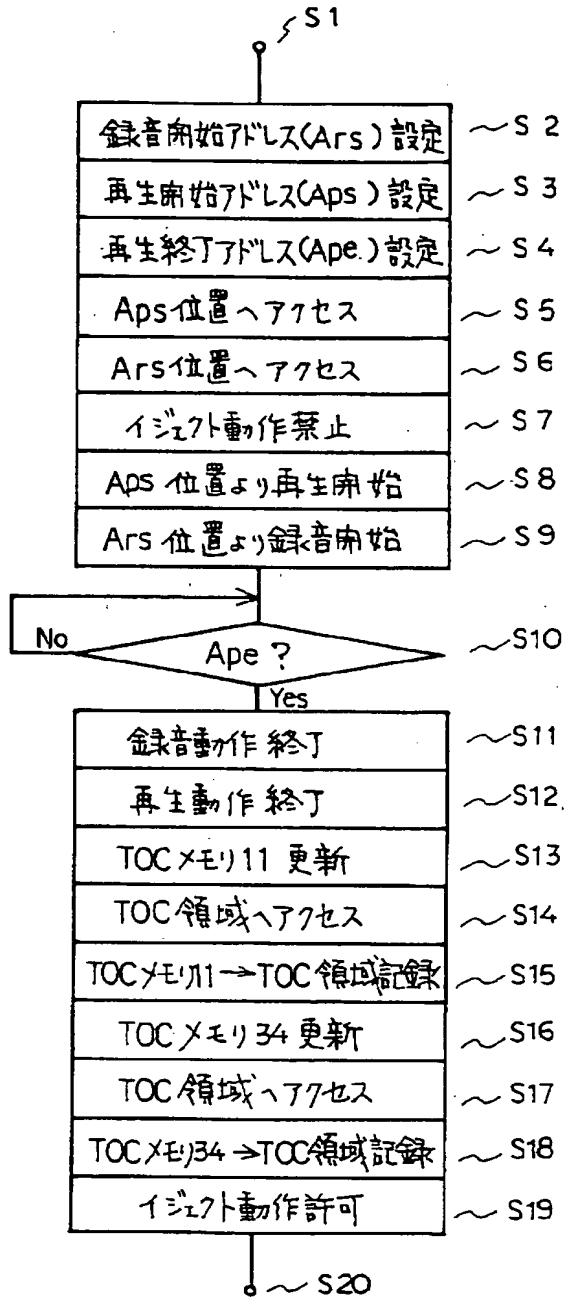 S1
録音開始アドレス(Ars)設定 S2
再生開始アドレス(Aps)設定 S3
再生終了アドレス(Ape)設定 S4
Aps位置へアクセス S5
Ars位置へアクセス S6
イジェクト動作禁止 S7
Aps位置より再生開始 S8
Ars位置より録音開始 S9
No Ape? S10
Yes
録音動作終了 S11
再生動作終了 S12
TOCメモリ11更新 S13
TOC領域へアクセス S14
TOCメモリ11→TOC領域記録 S15
TOCメモリ34更新 S16
TOC領域へアクセス S17
TOCメモリ34→TOC領域記録 S18
イジェクト動作許可 S19
S20